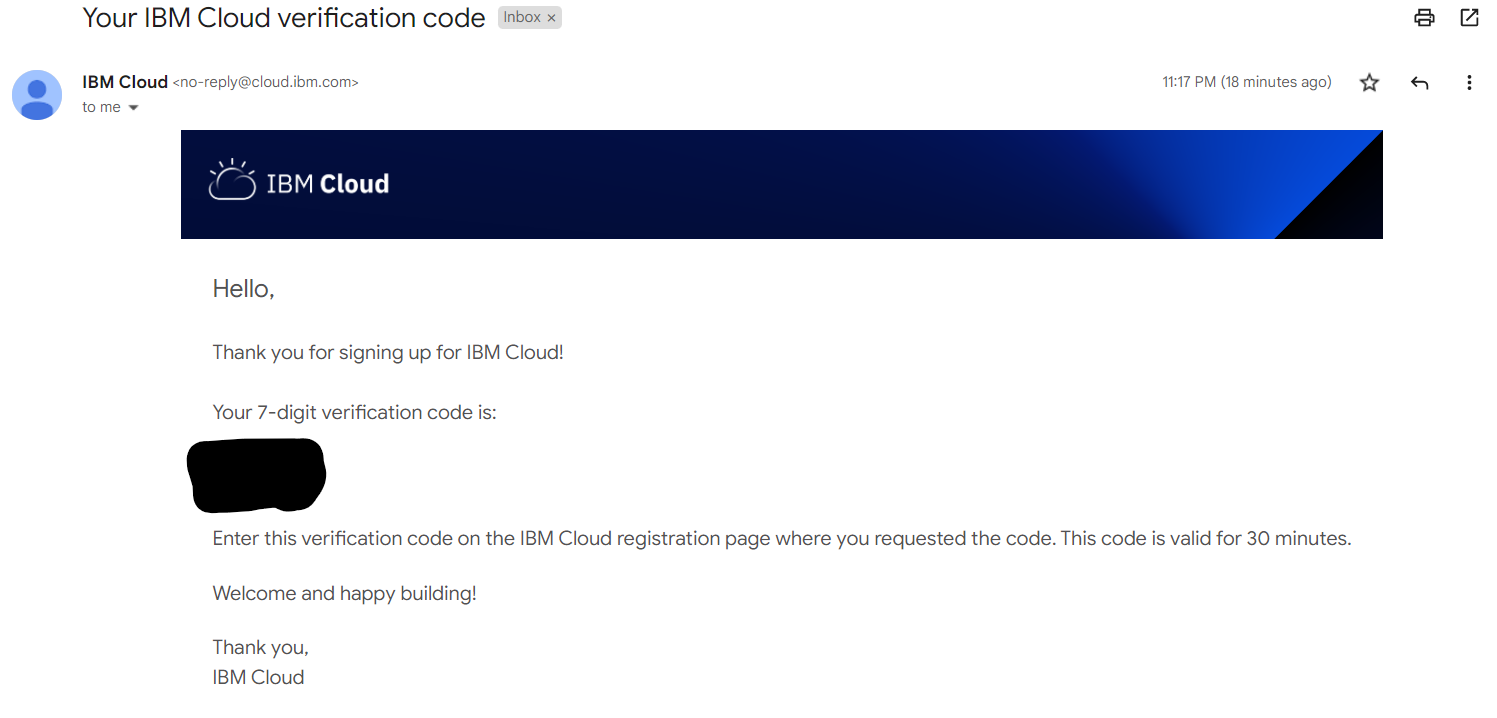 Your IBM Cloud verification code Inbox ×
IBM Cloud <no-reply@cloud.ibm.com> 11:17 PM (18 minutes ago)
to me
IBM Cloud
Hello,
Thank you for signing up for IBM Cloud!
Your 7-digit verification code is:
Enter this verification code on the IBM Cloud registration page where you requested the code. This code is valid for 30 minutes.
Welcome and happy building!
Thank you,
IBM Cloud